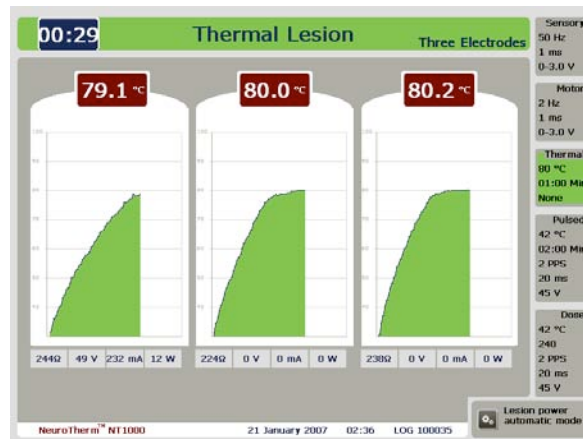 00:29
Thermal Lesion
Three Electrodes
79.1 °C
80.0 °C
80.2 °C
244Ω 49 V 232 mA 12 W
224Ω 0 V 0 mA 0 W
238Ω 0 V 0 mA 0 W
NeuroTherm™ NT1000
21 January 2007 02:36 LOG 100035
Sensory
50 Hz
1 ms
0-3.0 V
Motor
2 Hz
1 ms
0-3.0 V
Thermal
80 °C
01:00 Min
None
Pulsed
42 °C
02:00 Min
2 PPS
20 ms
45 V
Dose
42 °C
240
2 PPS
20 ms
45 V
Lesion power
automatic mode